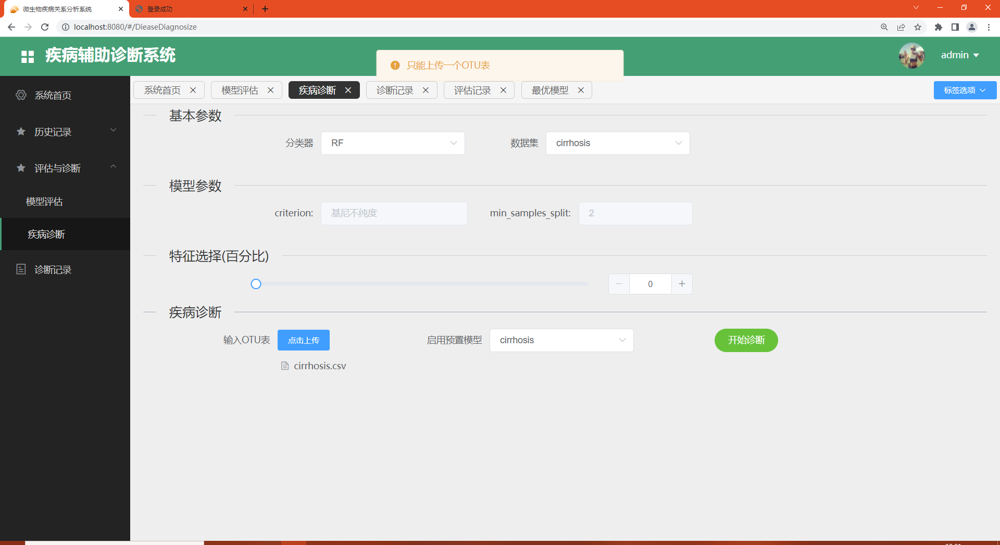 微生物疾病关系分析系统
登录成功
localhost:8080/#/DieaseDiagnosize
疾病辅助诊断系统
只能上传一个OTU表
admin
系统首页
模型评估
疾病诊断
诊断记录
评估记录
最优模型
标签选项
系统首页
历史记录
评估与诊断
模型评估
疾病诊断
诊断记录
基本参数
分类器 RF
数据集 cirrhosis
模型参数
criterion: 基尼不纯度
min_samples_split: 2
特征选择(百分比)
0
疾病诊断
输入OTU表 点击上传
启用预置模型 cirrhosis
开始诊断
cirrhosis.csv